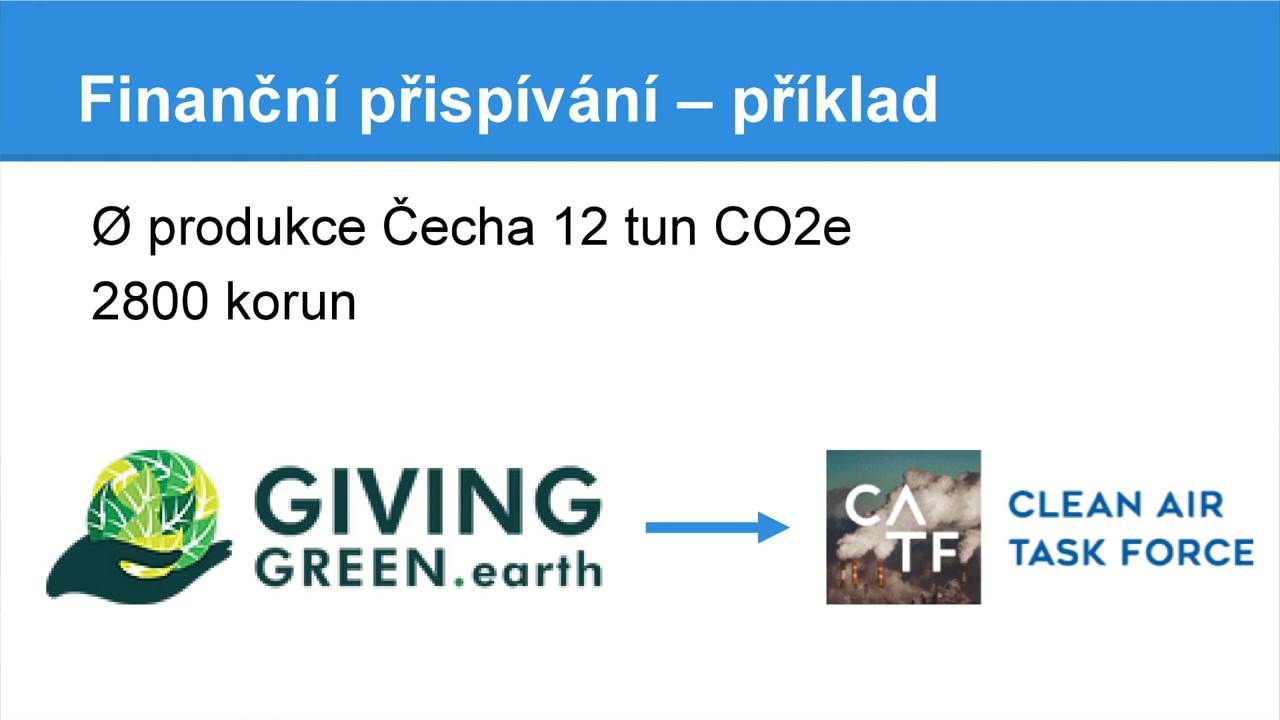 Finanční přispívání – příklad
Ø produkce Čecha 12 tun CO2e
2800 korun
GIVING
GREEN.earth
CA
TF
CLEAN AIR
TASK FORCE